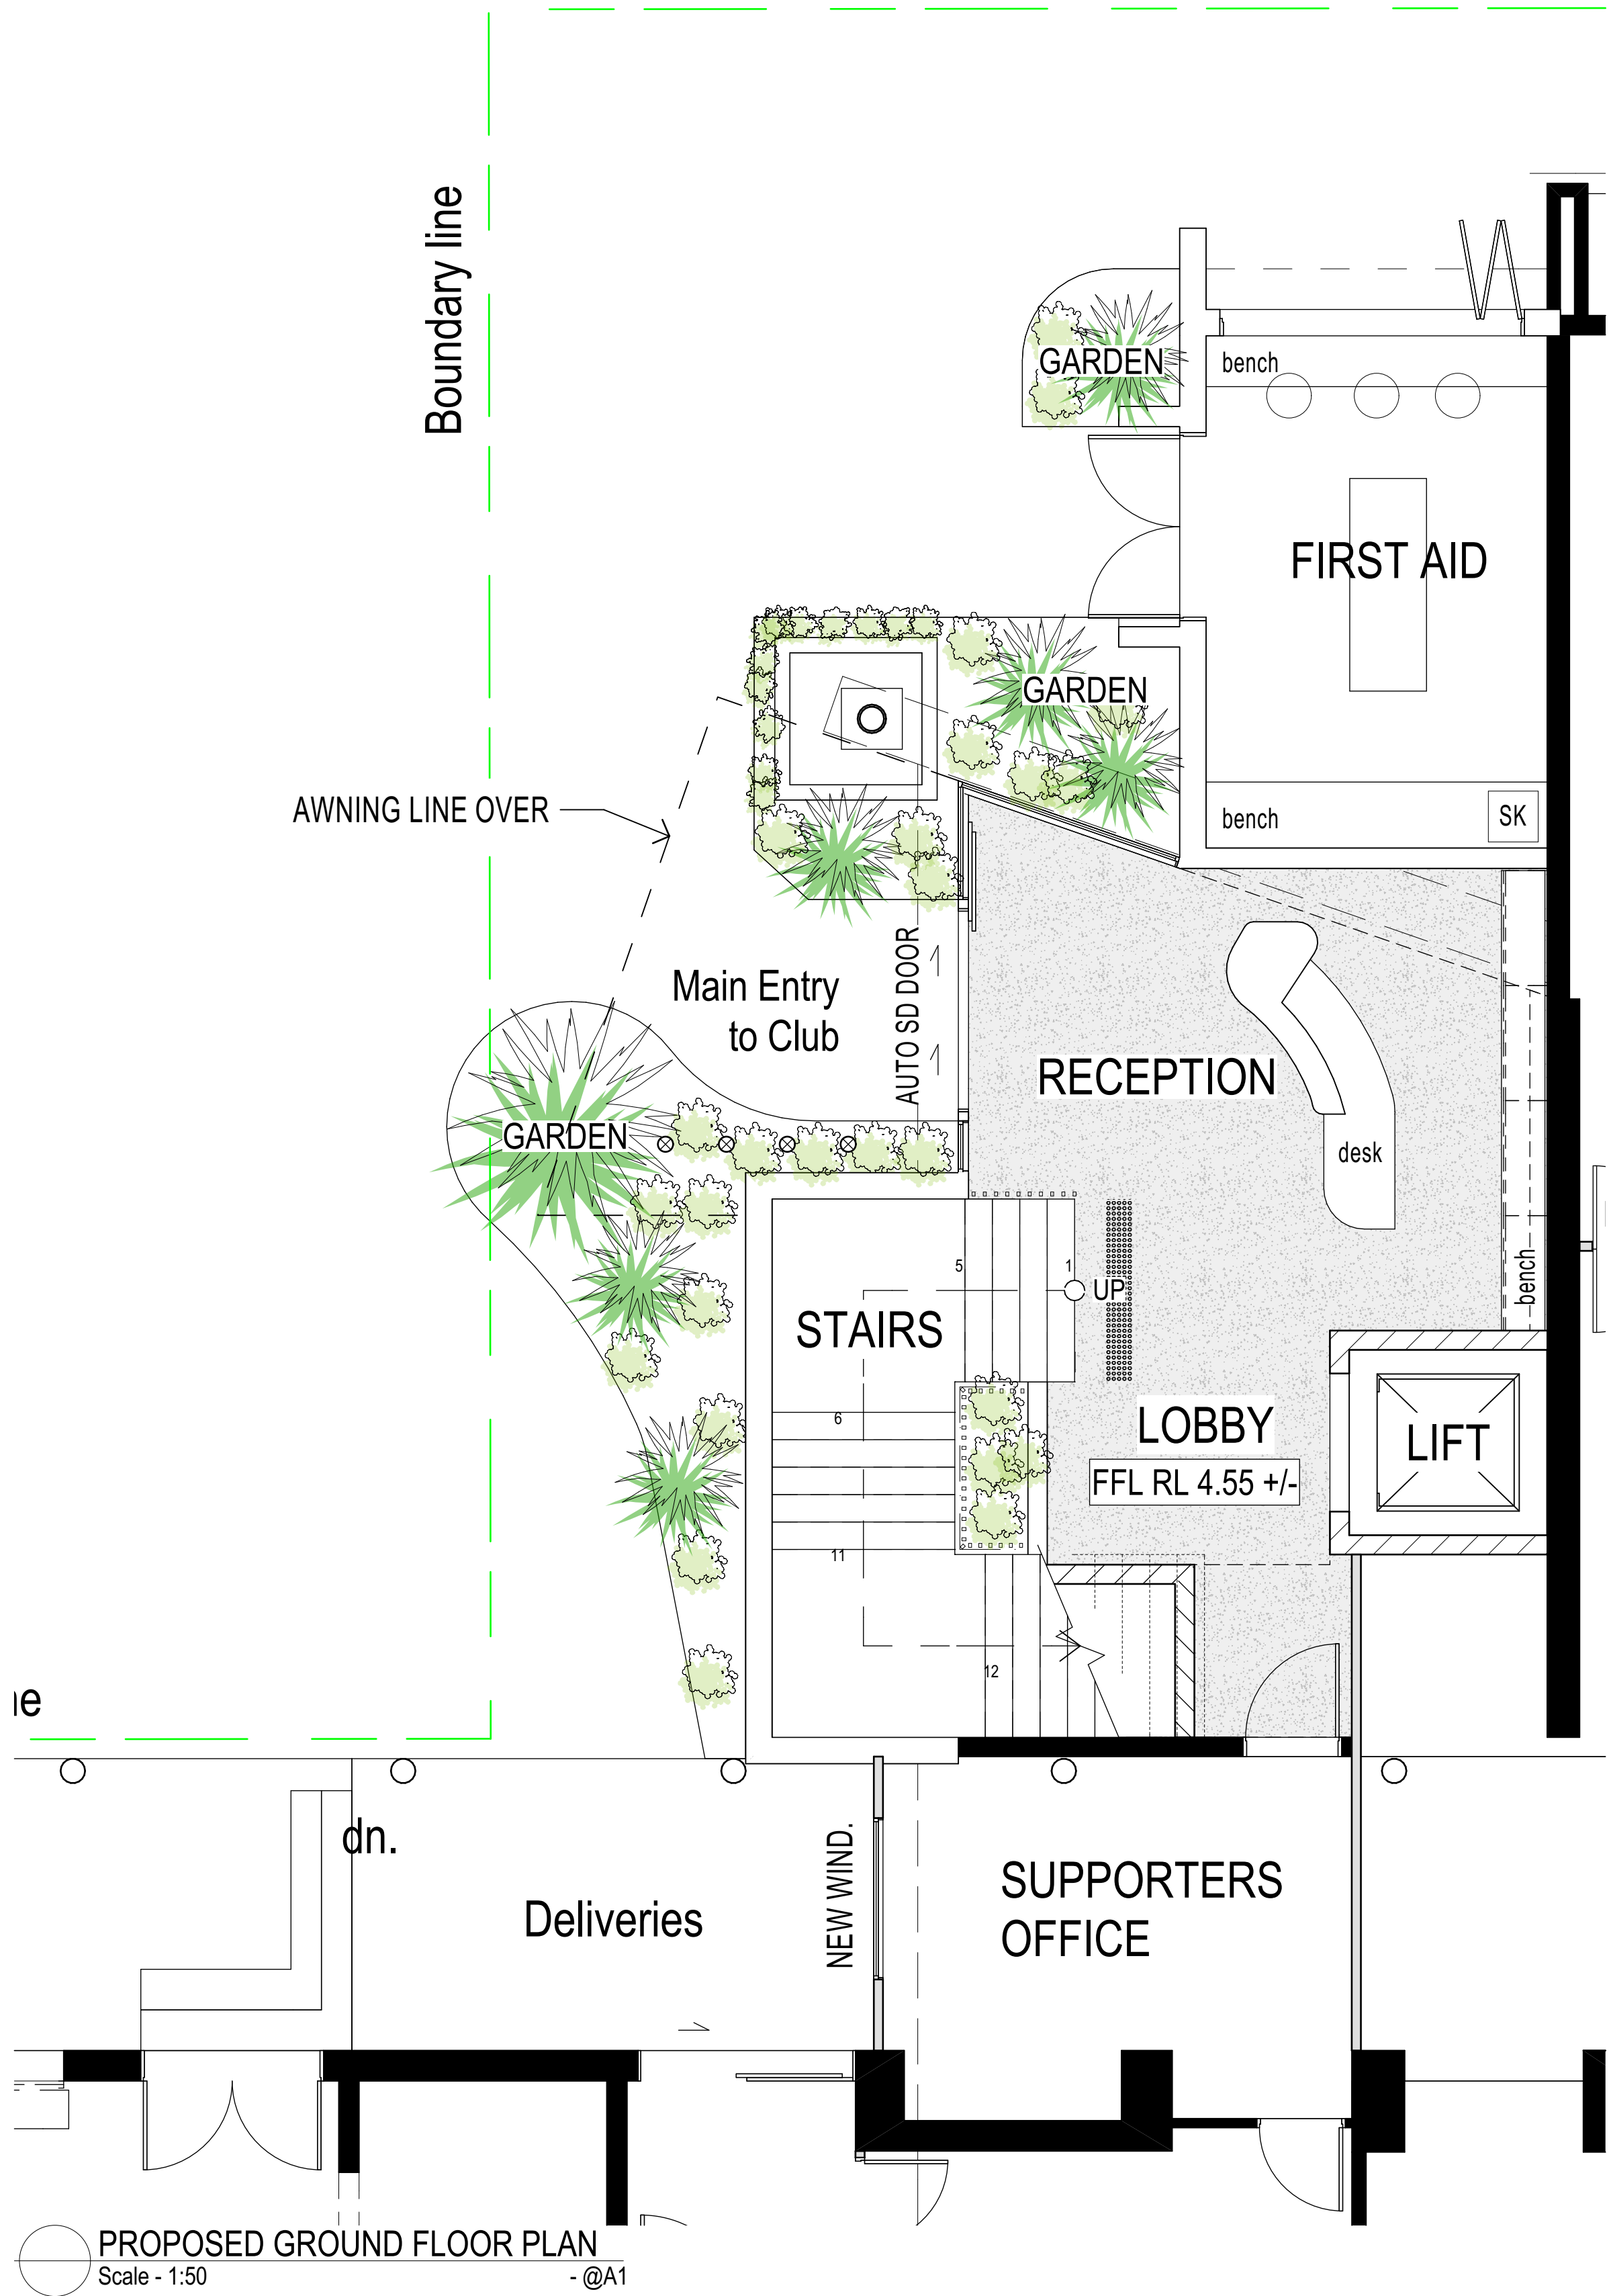 Boundary line
GARDEN
bench
FIRST AID
GARDEN
AWNING LINE OVER
bench
SK
Main Entry
to Club
AUTO SD DOOR
RECEPTION
GARDEN
desk
bench
5
1
UP
STAIRS
6
LOBBY
LIFT
FFL RL 4.55 +/-
11
12
dn.
Deliveries
NEW WIND.
SUPPORTERS
OFFICE
PROPOSED GROUND FLOOR PLAN
Scale - 1:50
- @A1